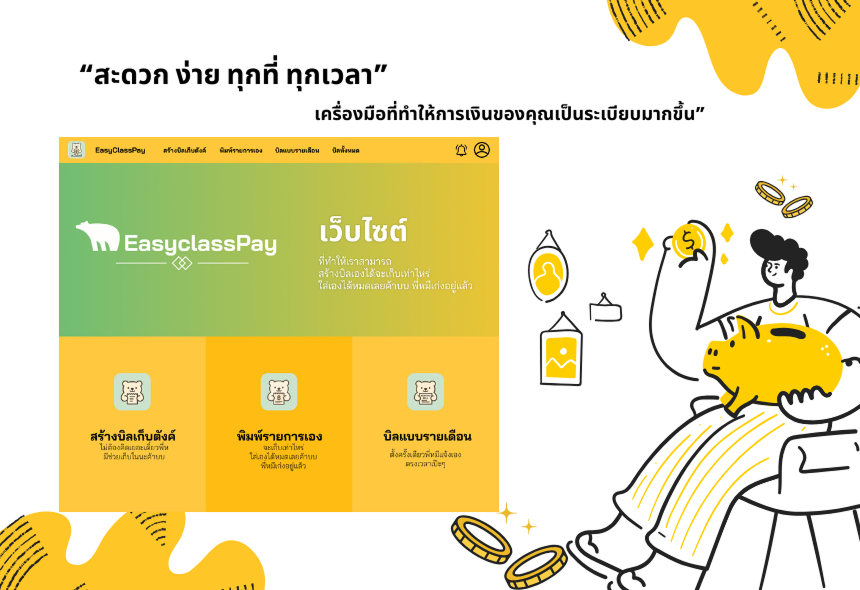 “สะดวก ง่าย ทุกที่ ทุกเวลา”
เครื่องมือที่ทำให้การเงินของคุณเป็นระเบียบมากขึ้น”
EasyClassPay สร้างบิลเก็บตังค์ พิมพ์รายการเอง บิลแบบรายเดือน บิลทั้งหมด
EasyclassPay
เว็บไซต์
ที่ทำให้เราสามารถ
สร้างบิลเองได้จะเก็บเท่าไหร่
ใส่เองได้หมดเลยค้าบบ พี่หมีเก่งอยู่แล้ว
สร้างบิลเก็บตังค์
ไม่ต้องคิดเยอะเดี๋ยวพี่ห
มีช่วยเก็บในนะค้าบบ
พิมพ์รายการเอง
จะเก็บเท่าไหร่
ใส่เองได้หมดเลยค้าบบ
พี่หมีเก่งอยู่แล้ว
บิลแบบรายเดือน
ตั้งครั้งเดียวพี่หมีแจ้งเอง
ตรงเวลาเป๊ะๆ